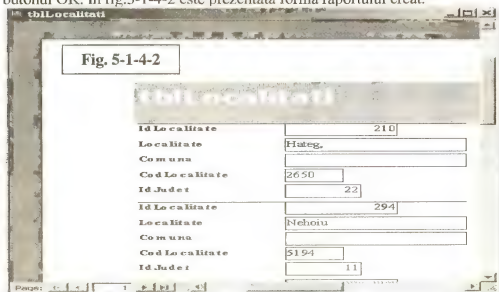 butonul OK. In fig.5-1-4-2 este prezentata forma raportului creat.
tblLocalitati
Fig. 5-1-4-2
tblLocalitati
IdLocalitate 210
Localitate Hateg,
Comuna
CodLocalitate 2650
IdJudet 22
IdLocalitate 294
Localitate Nehoiu
Comuna
CodLocalitate 5194
IdJudet 11
Page: 1